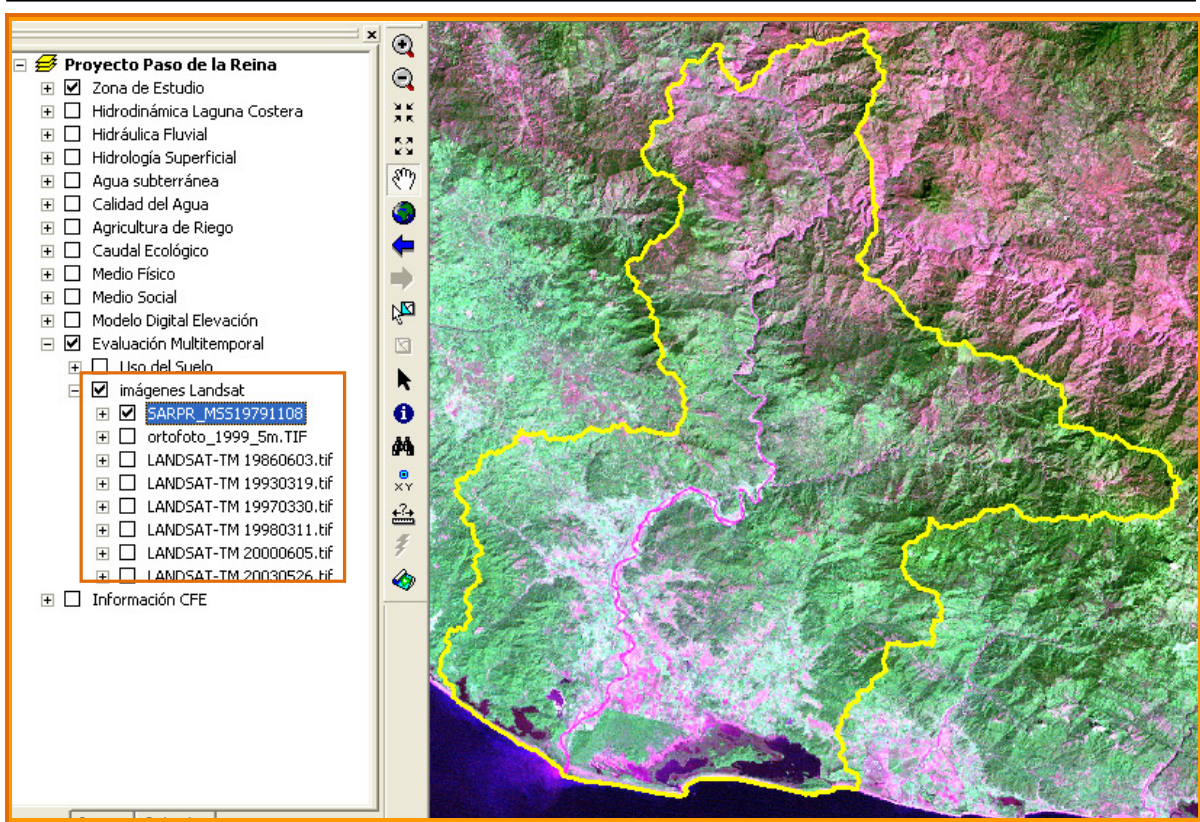 Proyecto Paso de la Reina
Zona de Estudio
Hidrodinámica Laguna Costera
Hidráulica Fluvial
Hidrología Superficial
Agua subterránea
Calidad del Agua
Agricultura de Riego
Caudal Ecológico
Medio Físico
Medio Social
Modelo Digital Elevación
Evaluación Multitemporal
Uso del Suelo
imágenes Landsat
SARPR_MSS19791108
ortofoto_1999_5m.TIF
LANDSAT-TM 19860603.tif
LANDSAT-TM 19930319.tif
LANDSAT-TM 19970330.tif
LANDSAT-TM 19980311.tif
LANDSAT-TM 20000605.tif
LANDSAT-TM 20030526.tif
Información CFE
XY